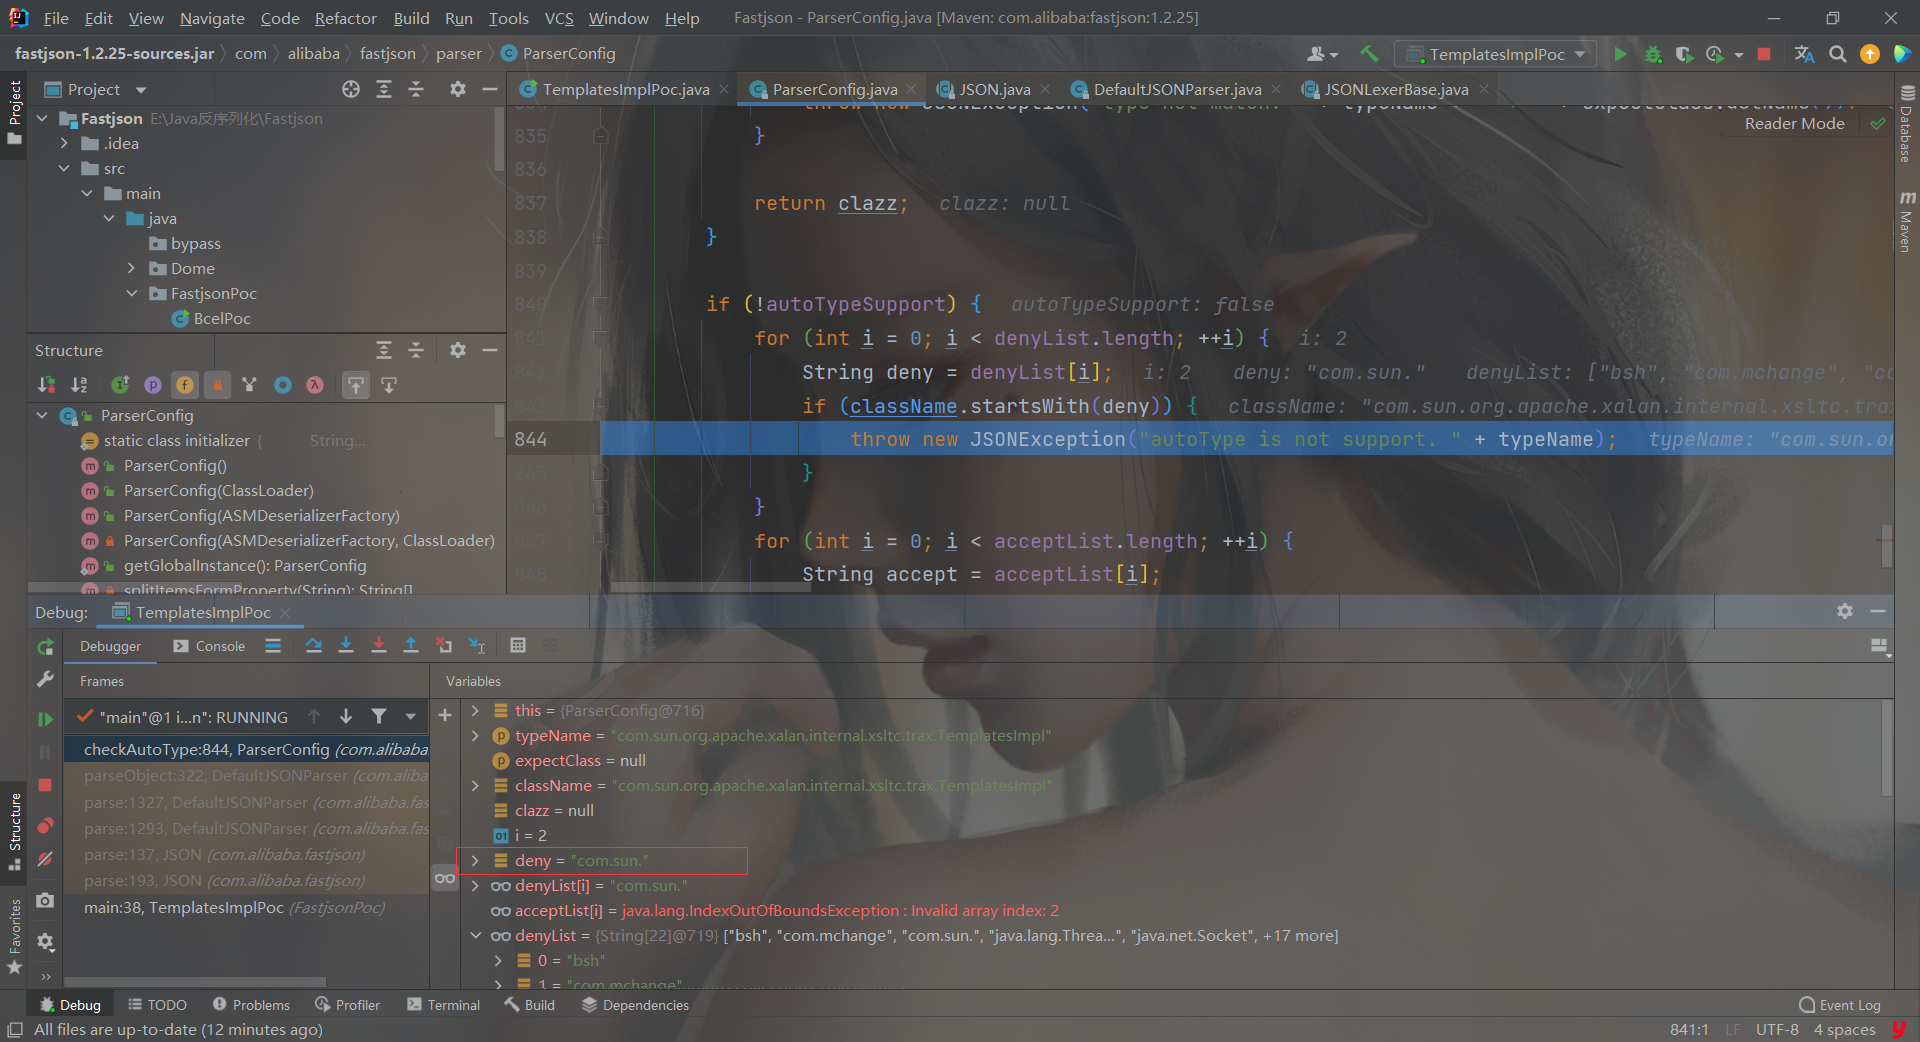 File Edit View Navigate Code Refactor Build Run Tools VCS Window Help Fastjson - ParserConfig.java [Maven: com.alibaba:fastjson:1.2.25]
fastjson-1.2.25-sources.jar com alibaba fastjson parser ParserConfig TemplatesImplPoc
Project
TemplatesImplPoc.java ParserConfig.java JSON.java DefaultJSONParser.java JSONLexerBase.java
Reader Mode
Fastjson E:\Java反序列化\Fastjson
.idea
src
main
java
bypass
Dome
FastjsonPoc
BcelPoc
835 }
836
837 return clazz; clazz: null
838 }
839
840 if (!autoTypeSupport) { autoTypeSupport: false
841 for (int i = 0; i < denyList.length; ++i) { i: 2
842 String deny = denyList[i]; i: 2 deny: "com.sun." denyList: ["bsh", "com.mchange", "co
843 if (className.startsWith(deny)) { className: "com.sun.org.apache.xalan.internal.xsltc.trax
844 throw new JSONException("autoType is not support. " + typeName); typeName: "com.sun.or
845 }
846 }
847 for (int i = 0; i < acceptList.length; ++i) {
848 String accept = acceptList[i];
Structure
ParserConfig
static class initializer { String...
ParserConfig()
ParserConfig(ClassLoader)
ParserConfig(ASMDeserializerFactory)
ParserConfig(ASMDeserializerFactory, ClassLoader)
getGlobalInstance(): ParserConfig
splitItemsFormProperty(String): String[]
Debug: TemplatesImplPoc
Debugger Console
Frames
"main"@1 i...n": RUNNING
checkAutoType:844, ParserConfig (com.alibaba.
parseObject:322, DefaultJSONParser (com.aliba
parse:1327, DefaultJSONParser (com.alibaba.fas
parse:1293, DefaultJSONParser (com.alibaba.fas
parse:137, JSON (com.alibaba.fastjson)
parse:193, JSON (com.alibaba.fastjson)
main:38, TemplatesImplPoc (FastjsonPoc)
Variables
this = {ParserConfig@716}
typeName = "com.sun.org.apache.xalan.internal.xsltc.trax.TemplatesImpl"
expectClass = null
className = "com.sun.org.apache.xalan.internal.xsltc.trax.TemplatesImpl"
clazz = null
i = 2
deny = "com.sun."
denyList[i] = "com.sun."
acceptList[i] = java.lang.IndexOutOfBoundsException : Invalid array index: 2
denyList = {String[22]@719} ["bsh", "com.mchange", "com.sun.", "java.lang.Threa...", "java.net.Socket", +17 more]
0 = "bsh"
1 = "com.mchange"
Project
Structure
Favorites
Database
Maven
Debug TODO Problems Profiler Terminal Build Dependencies Event Log
All files are up-to-date (12 minutes ago) 841:1 LF UTF-8 4 spaces